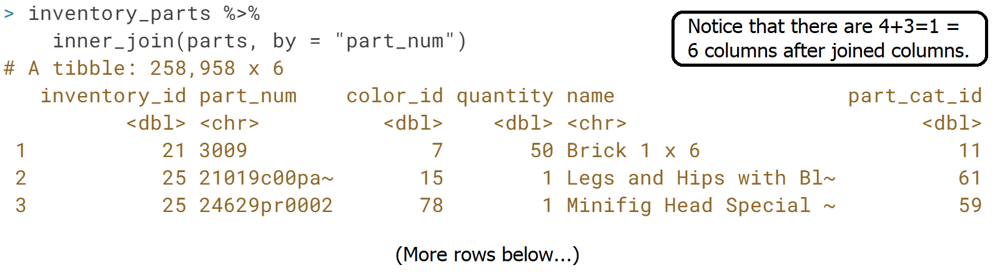 > inventory_parts %>%
inner_join(parts, by = "part_num")
Notice that there are 4+3=1 =
6 columns after joined columns.
# A tibble: 258,958 x 6
inventory_id part_num color_id quantity name part_cat_id
<dbl> <chr> <dbl> <dbl> <chr> <dbl>
1 21 3009 7 50 Brick 1 x 6 11
2 25 21019c00pa~ 15 1 Legs and Hips with Bl~ 61
3 25 24629pr0002 78 1 Minifig Head Special ~ 59
(More rows below...)